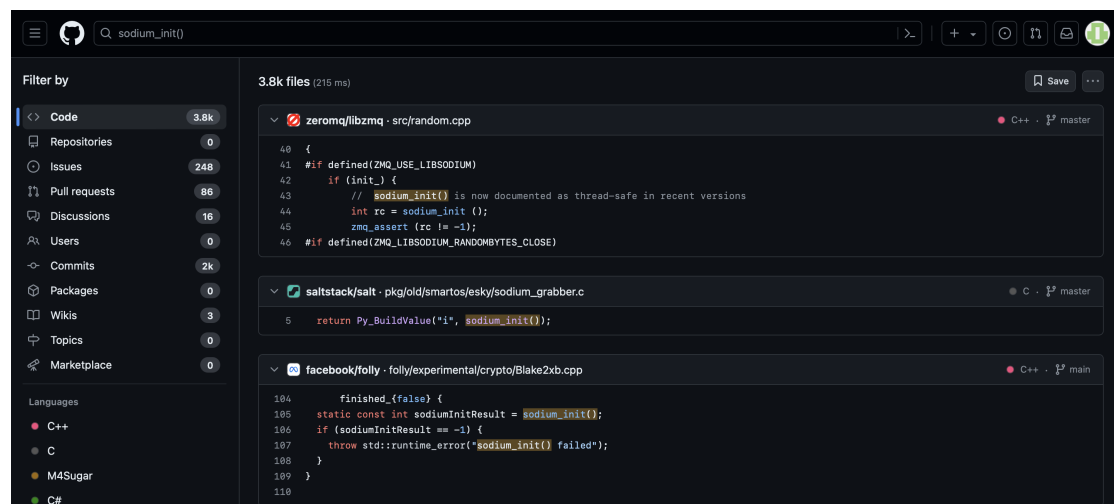 sodium_init()
Filter by
Code 3.8k
Repositories 0
Issues 248
Pull requests 86
Discussions 16
Users 0
Commits 2k
Packages 0
Wikis 3
Topics 0
Marketplace 0
Languages
C++
C
M4Sugar
C#
3.8k files (215 ms)
Save
zeromq/libzmq · src/random.cpp
C++ · master
40 {
41 #if defined(ZMQ_USE_LIBSODIUM)
42 if (init_) {
43 // sodium_init() is now documented as thread-safe in recent versions
44 int rc = sodium_init ();
45 zmq_assert (rc != -1);
46 #if defined(ZMQ_LIBSODIUM_RANDOMBYTES_CLOSE)
saltstack/salt · pkg/old/smartos/esky/sodium_grabber.c
C · master
5 return Py_BuildValue("i", sodium_init());
facebook/folly · folly/experimental/crypto/Blake2xb.cpp
C++ · main
104 finished_{false} {
105 static const int sodiumInitResult = sodium_init();
106 if (sodiumInitResult == -1) {
107 throw std::runtime_error("sodium_init() failed");
108 }
109 }
110